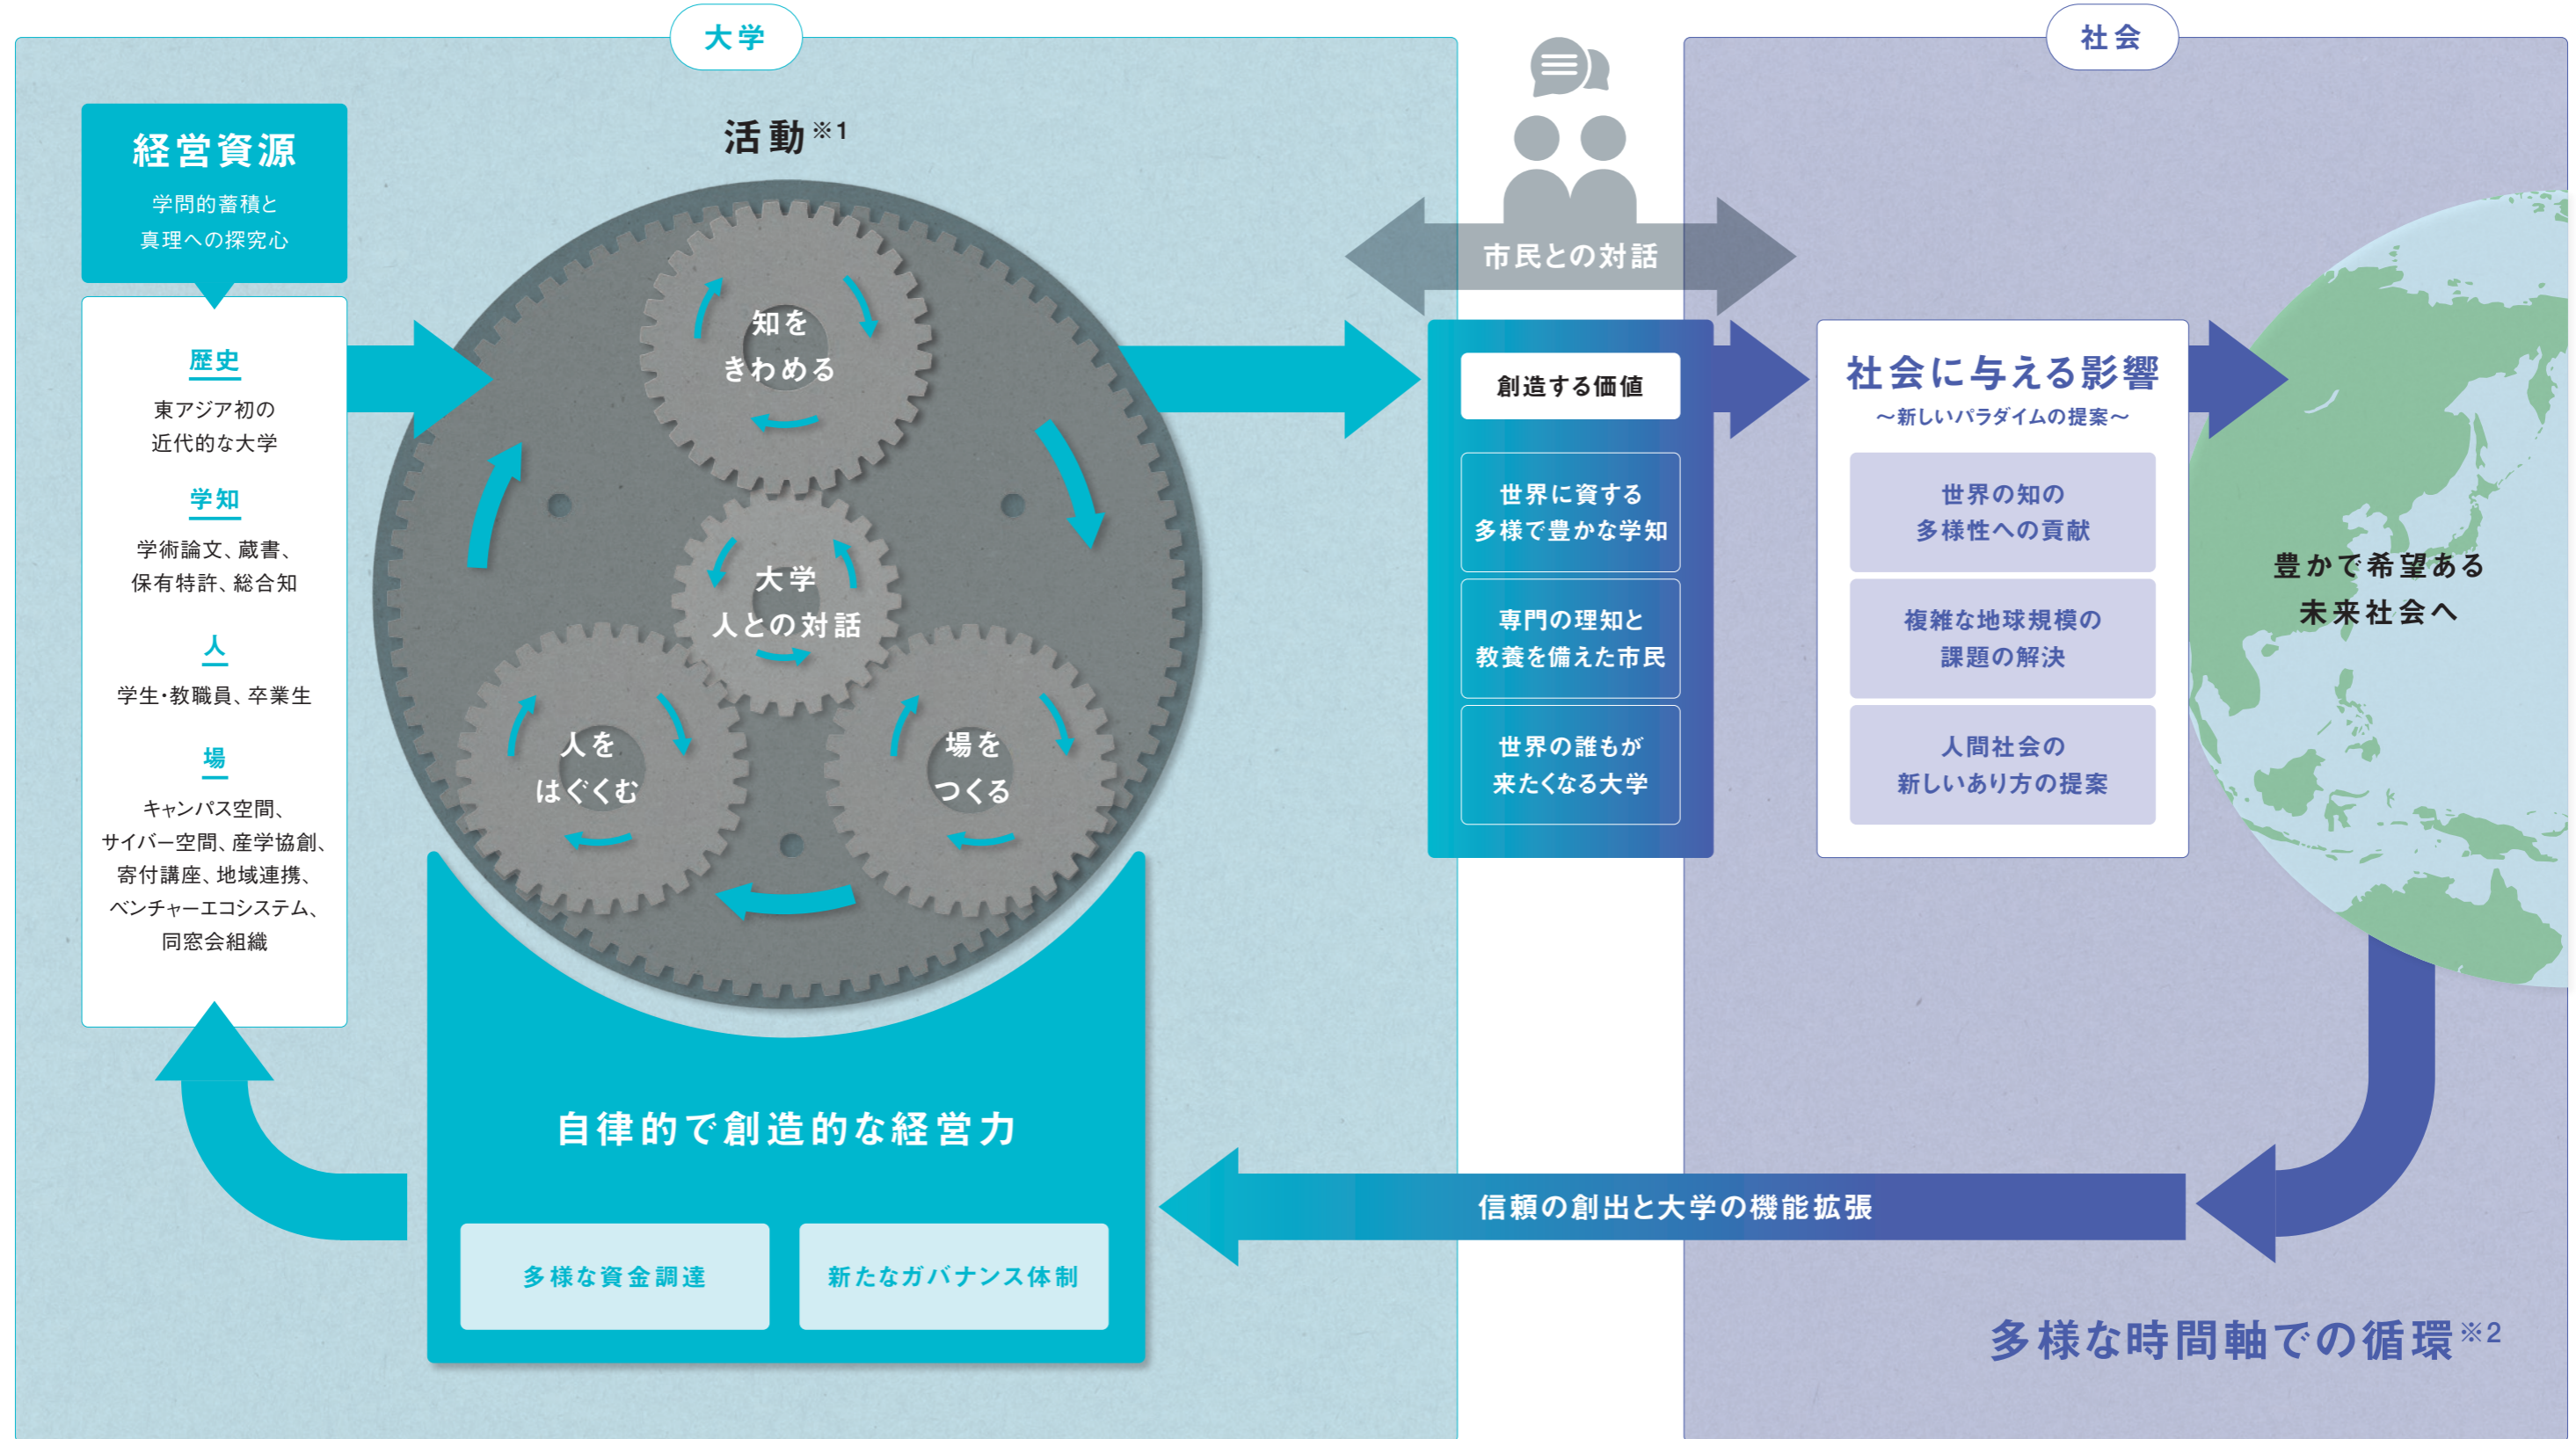 大学
社会
経営資源
学問的蓄積と
真理への探究心
歴史
東アジア初の
近代的な大学
学知
学術論文、蔵書、
保有特許、総合知
人
学生・教職員、卒業生
場
キャンパス空間、
サイバー空間、産学協創、
寄付講座、地域連携、
ベンチャーエコシステム、
同窓会組織
活動※1
知を
きわめる
大学
人との対話
人を
はぐくむ
場を
つくる
自律的で創造的な経営力
多様な資金調達
新たなガバナンス体制
市民との対話
創造する価値
世界に資する
多様で豊かな学知
専門の理知と
教養を備えた市民
世界の誰もが
来たくなる大学
社会に与える影響
〜新しいパラダイムの提案〜
世界の知の
多様性への貢献
複雑な地球規模の
課題の解決
人間社会の
新しいあり方の提案
豊かで希望ある
未来社会へ
信頼の創出と大学の機能拡張
多様な時間軸での循環※2